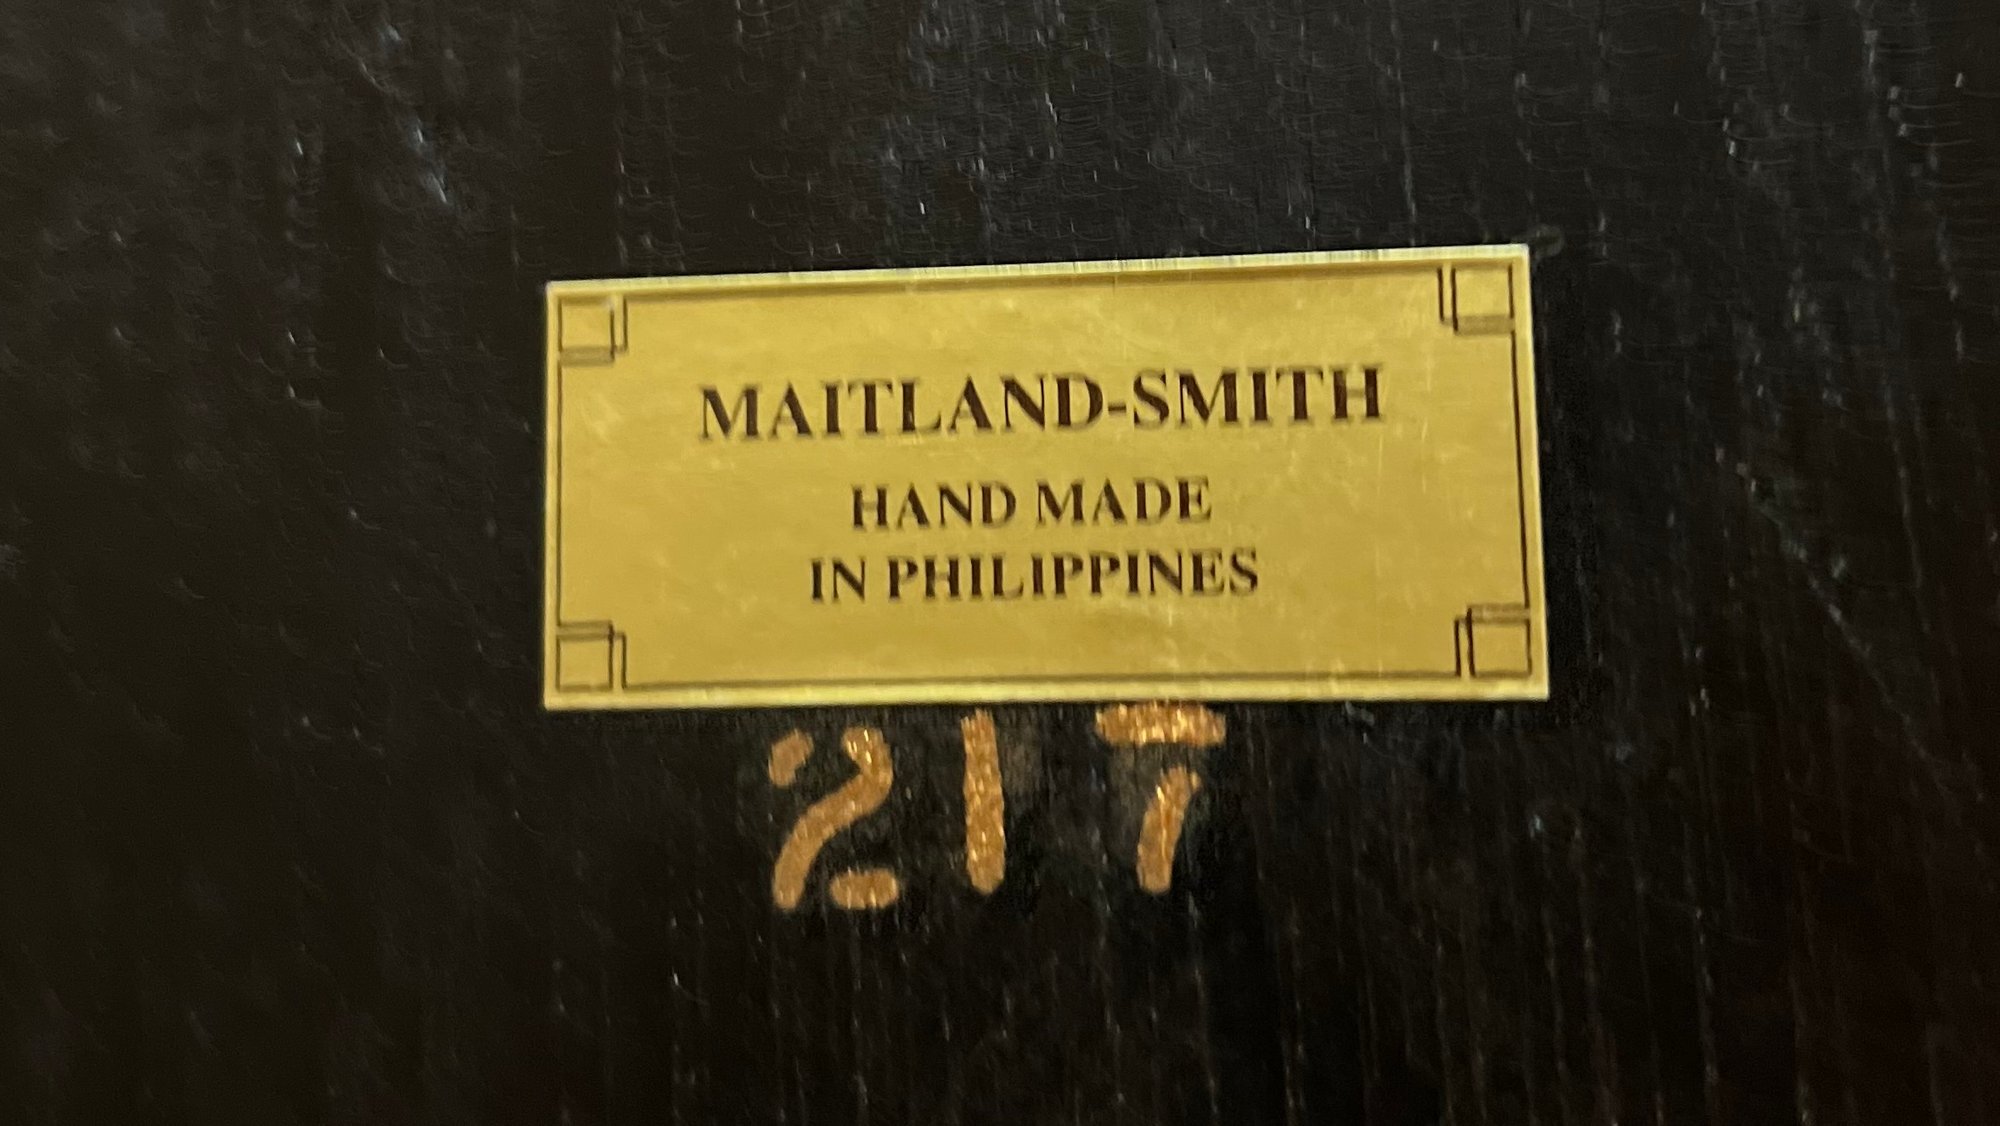 MAITLAND-SMITH
HAND MADE
IN PHILIPPINES
217